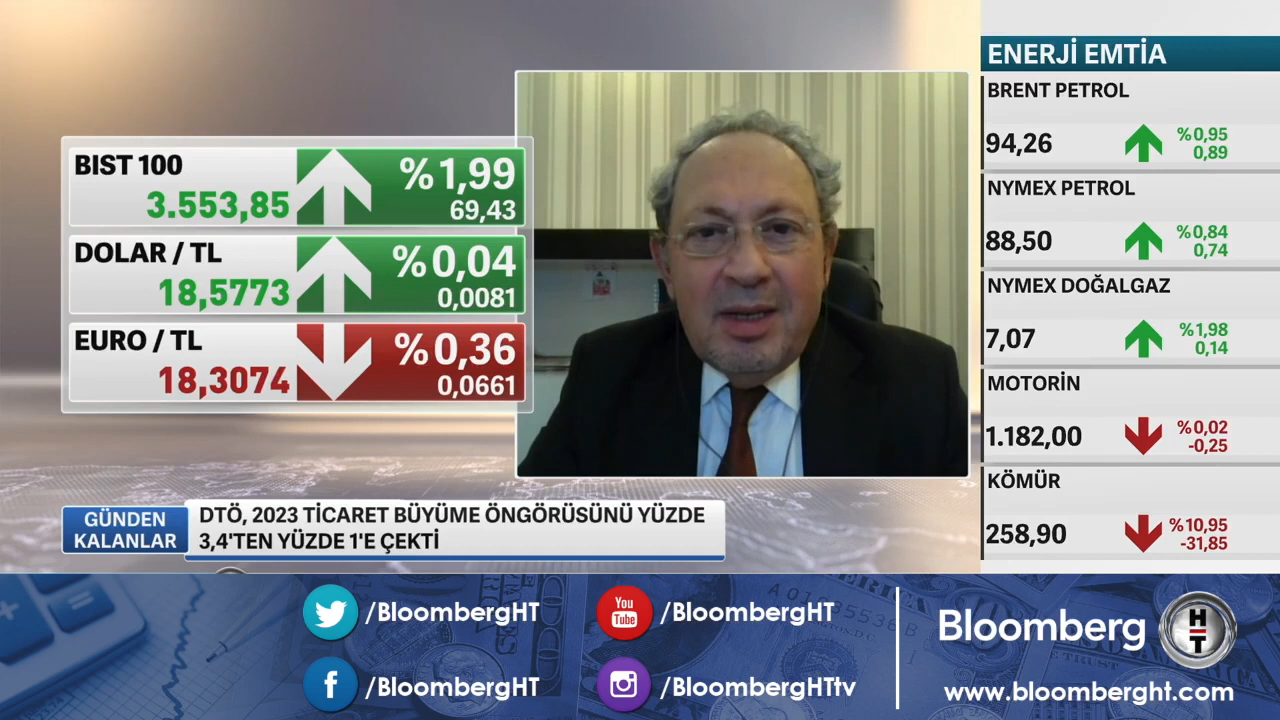 BIST 100
3.553,85
%1,99
69,43
DOLAR / TL
18,5773
%0,04
0,0081
EURO / TL
18,3074
%0,36
0,0661
ENERJİ EMTİA
BRENT PETROL
94,26
%0,95
0,89
NYMEX PETROL
88,50
%0,84
0,74
NYMEX DOĞALGAZ
7,07
%1,98
0,14
MOTORİN
1.182,00
%0,02
-0,25
KÖMÜR
258,90
%10,95
-31,85
GÜNDEN
KALANLAR
DTÖ, 2023 TİCARET BÜYÜME ÖNGÖRÜSÜNÜ YÜZDE
3,4'TEN YÜZDE 1'E ÇEKTİ
/BloombergHT
You
Tube
/BloombergHT
f
/BloombergHT
/BloombergHTtv
Bloomberg
H
T
www.bloomberght.com